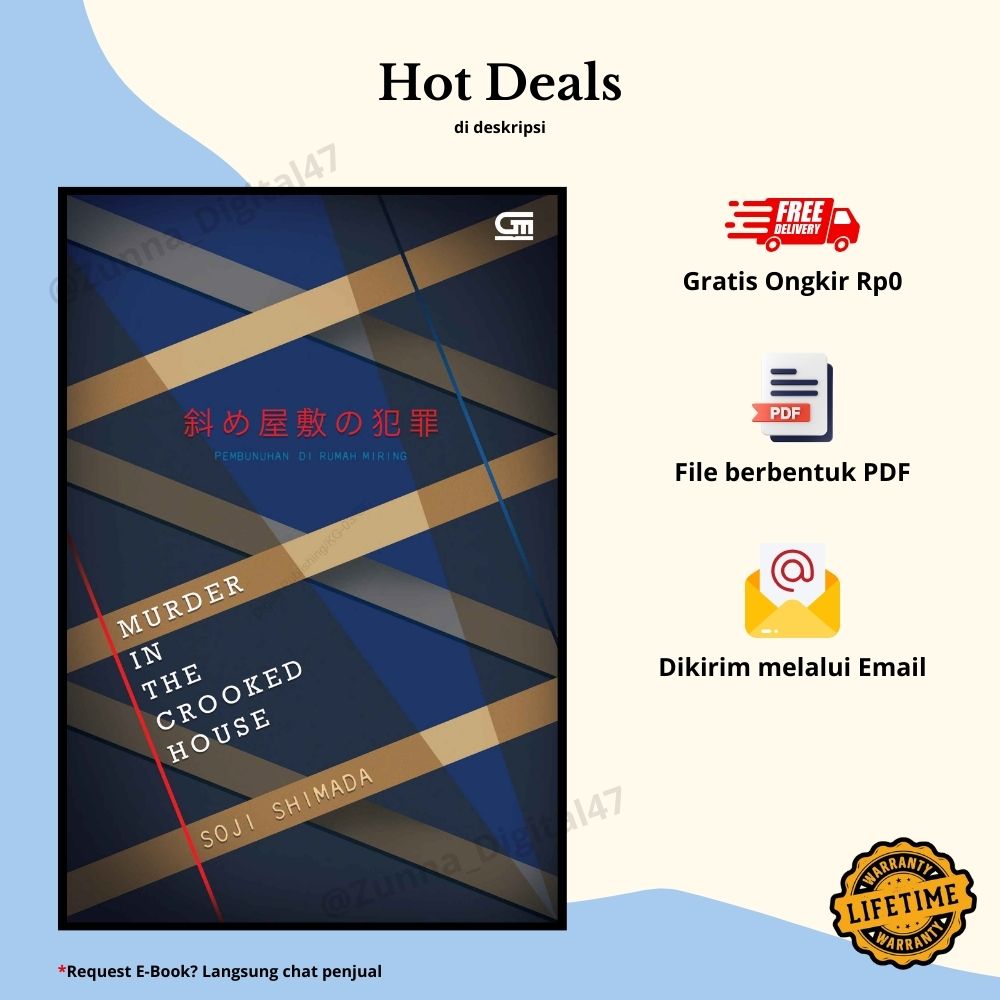 Hot Deals
di deskripsi
@Zunna_Digital47
GM
斜め屋敷の犯罪
PEMBUNUHAN DI RUMAH MIRING
MURDER
IN
THE
CROOKED
HOUSE
SOJI SHIMADA
@Zunna_Digital47
FREE
DELIVERY
Gratis Ongkir Rp0
PDF
File berbentuk PDF
@
Dikirim melalui Email
WARRANTY
LIFETIME
WARRANTY
*Request E-Book? Langsung chat penjual